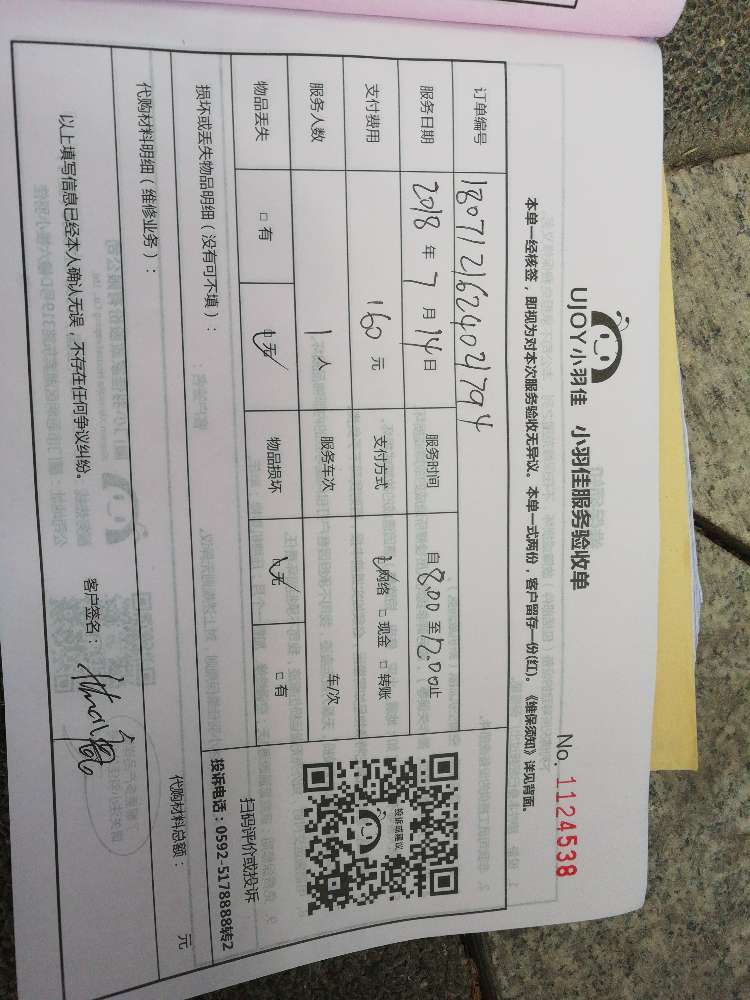 UJOY小羽佳 小羽佳服务验收单
No. 1124538
本单一经核签，即视为对本次服务验收无异议。本单一式两份，客户留存一份(红)。《维保须知》详见背面。
订单编号 180712162404794
服务日期 2018 年 7 月 14 日 服务时间 自 8.00 至 12.00 止
支付费用 160 元 支付方式 网络 □ 现金 □ 转账
服务人数 1 人 服务车次 车/次
物品丢失 □ 有 无 物品损坏 无 □ 有
投诉或建议
扫码评价或投诉
投诉电话：0592-5178888转2
损坏或丢失物品明细（没有可不填）：
代购材料明细（维修业务）： 代购材料总额： 元
以上填写信息已经本人确认无误，不存在任何争议纠纷。 客户签名：